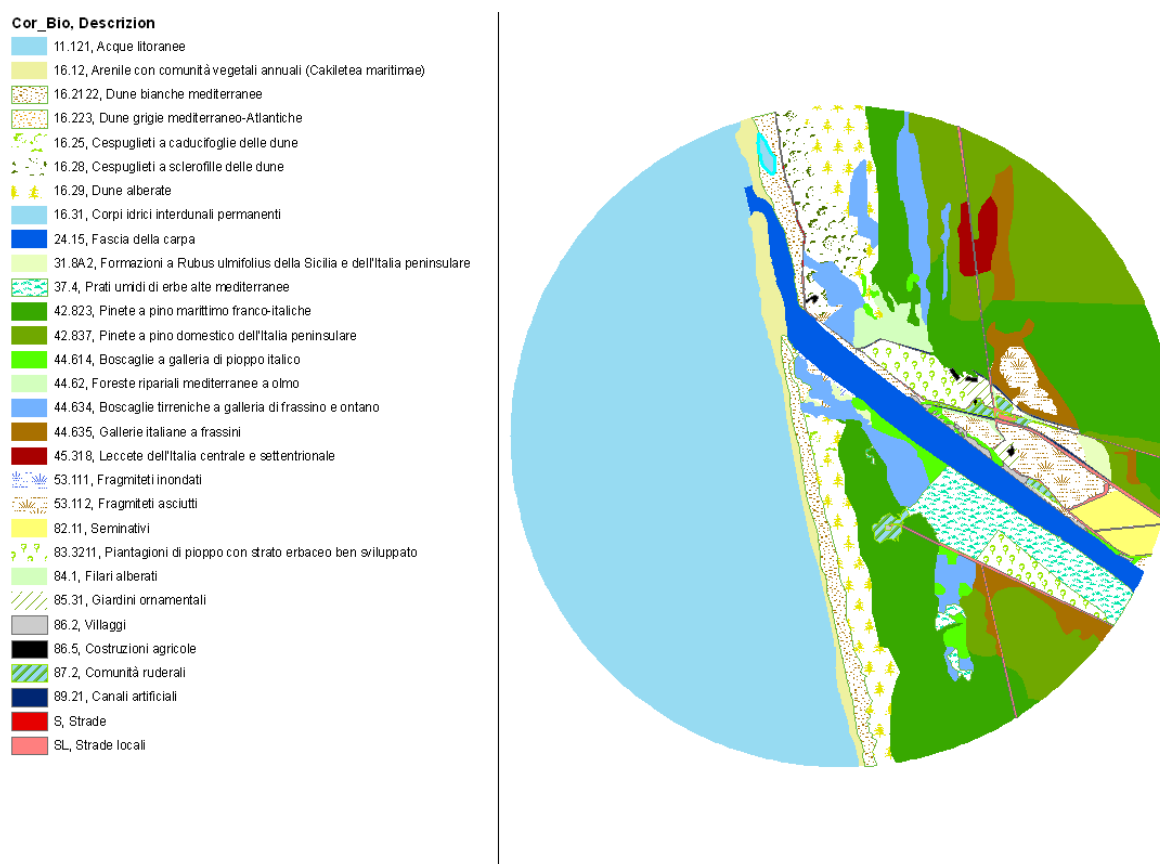 Cor_Bio, Descrizion
11.121, Acque litoranee
16.12, Arenile con comunità vegetali annuali (Cakiletea maritimae)
16.2122, Dune bianche mediterranee
16.223, Dune grigie mediterraneo-Atlantiche
16.25, Cespuglieti a caducifoglie delle dune
16.28, Cespuglieti a sclerofille delle dune
16.29, Dune alberate
16.31, Corpi idrici interdunali permanenti
24.15, Fascia della carpa
31.8A2, Formazioni a Rubus ulmifolius della Sicilia e dell'Italia peninsulare
37.4, Prati umidi di erbe alte mediterranee
42.823, Pinete a pino marittimo franco-italiche
42.837, Pinete a pino domestico dell'Italia peninsulare
44.614, Boscaglie a galleria di pioppo italico
44.62, Foreste ripariali mediterranee a olmo
44.634, Boscaglie tirreniche a galleria di frassino e ontano
44.635, Gallerie italiane a frassini
45.318, Leccete dell'Italia centrale e settentrionale
53.111, Fragmiteti inondati
53.112, Fragmiteti asciutti
82.11, Seminativi
83.3211, Piantagioni di pioppo con strato erbaceo ben sviluppato
84.1, Filari alberati
85.31, Giardini ornamentali
86.2, Villaggi
86.5, Costruzioni agricole
87.2, Comunità ruderali
89.21, Canali artificiali
S, Strade
SL, Strade locali